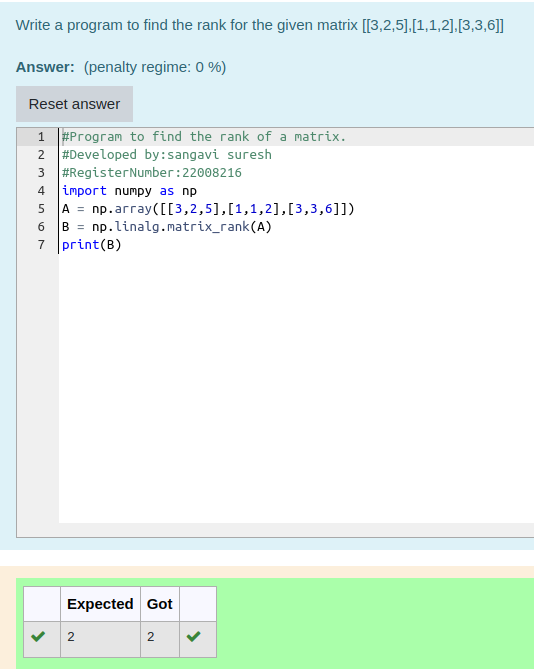 Write a program to find the rank for the given matrix [[3,2,5],[1,1,2],[3,3,6]]
Answer: (penalty regime: 0 %)
Reset answer
1 #Program to find the rank of a matrix.
2 #Developed by:sangavi suresh
3 #RegisterNumber:22008216
4 import numpy as np
5 A = np.array([[3,2,5],[1,1,2],[3,3,6]])
6 B = np.linalg.matrix_rank(A)
7 print(B)
Expected Got
2 2